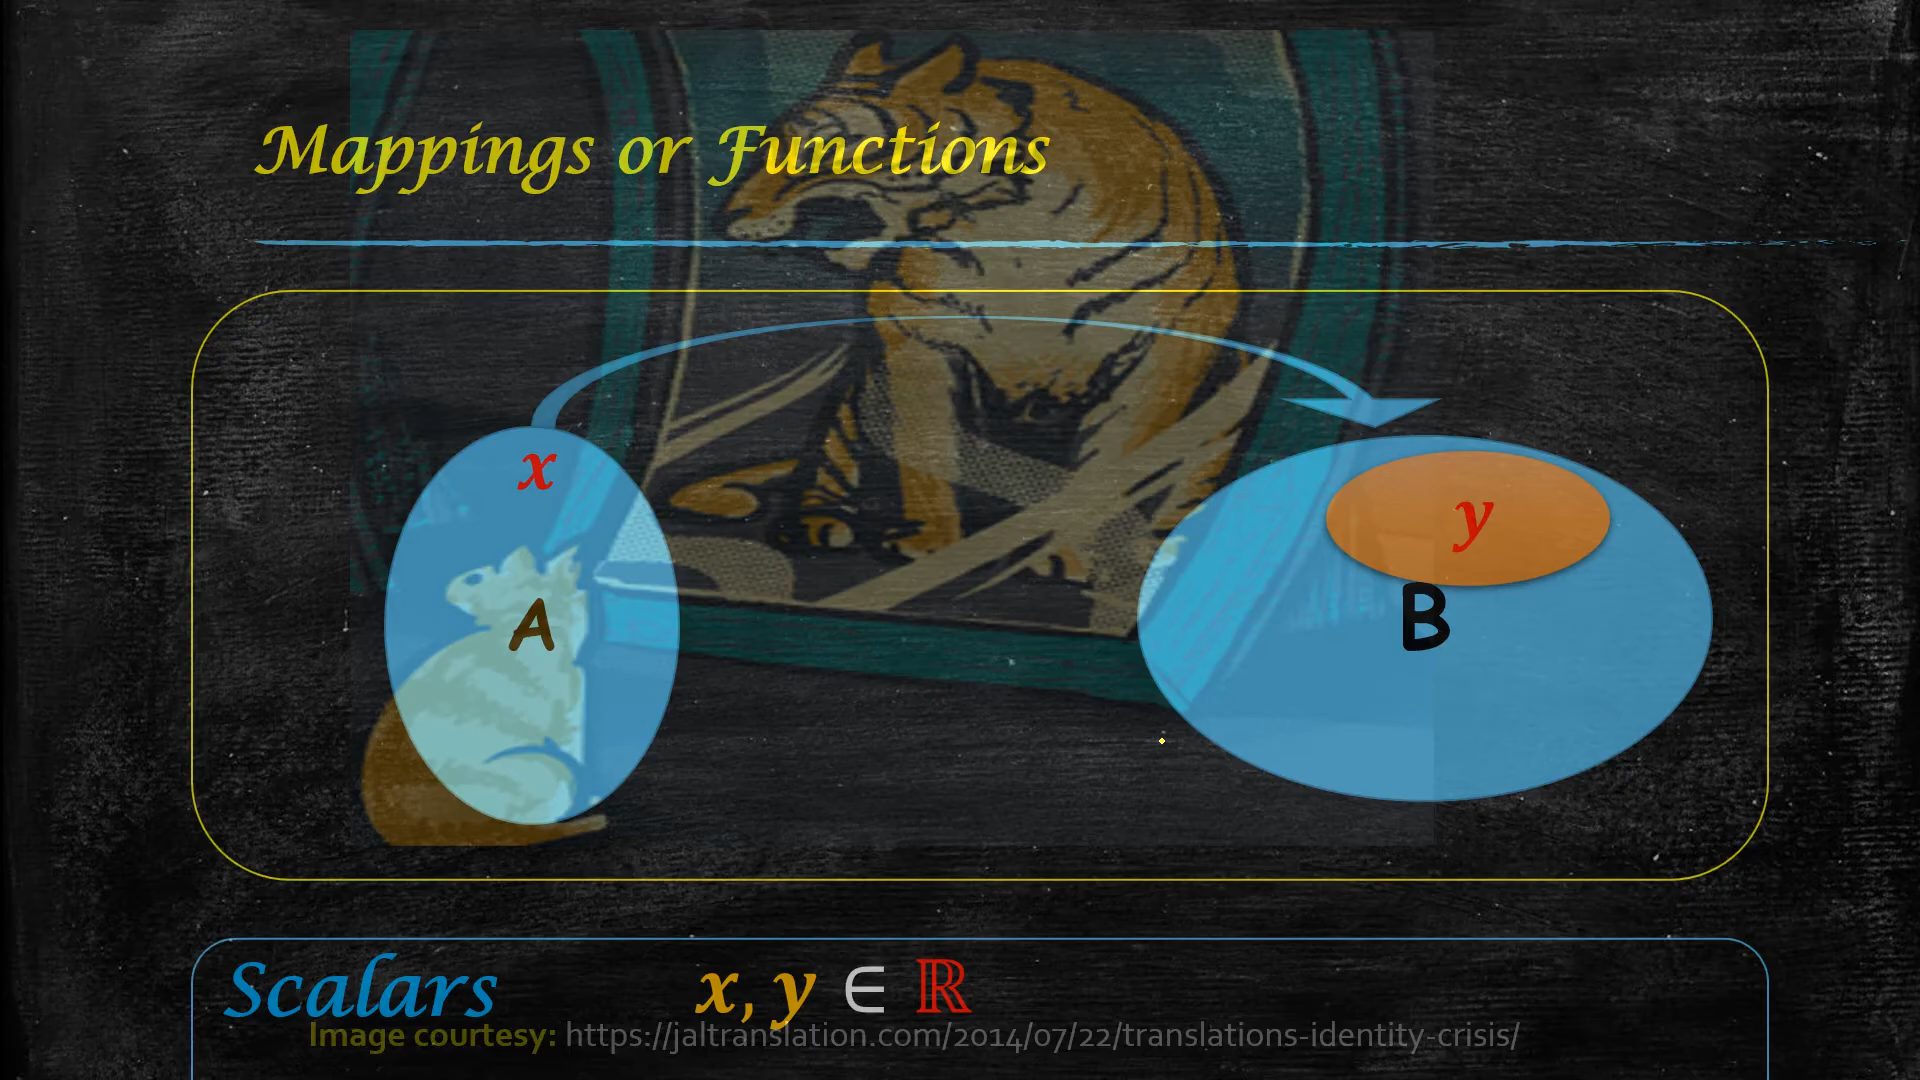 Mappings or Functions
x
y
A
B
Scalars
x, y ∈ ℝ
Image courtesy: https://jaltranslation.com/2014/07/22/translations-identity-crisis/